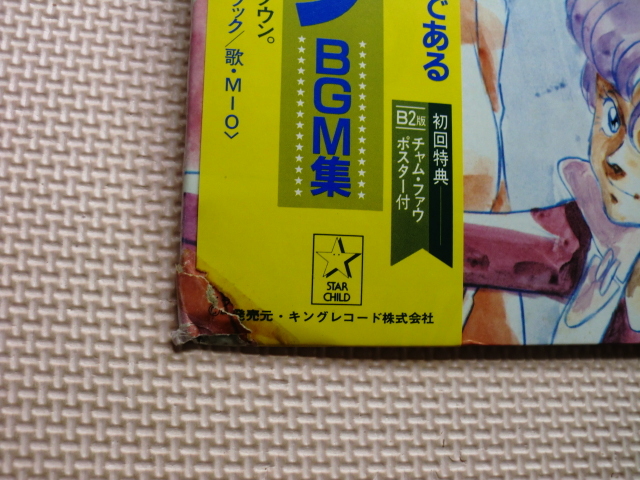 である
ン
BGM集
ウン。
ック/歌・MIO〉
初回特典
B2版 チャム・ファウ
ポスター付
STAR
CHILD
発売元・キングレコード株式会社